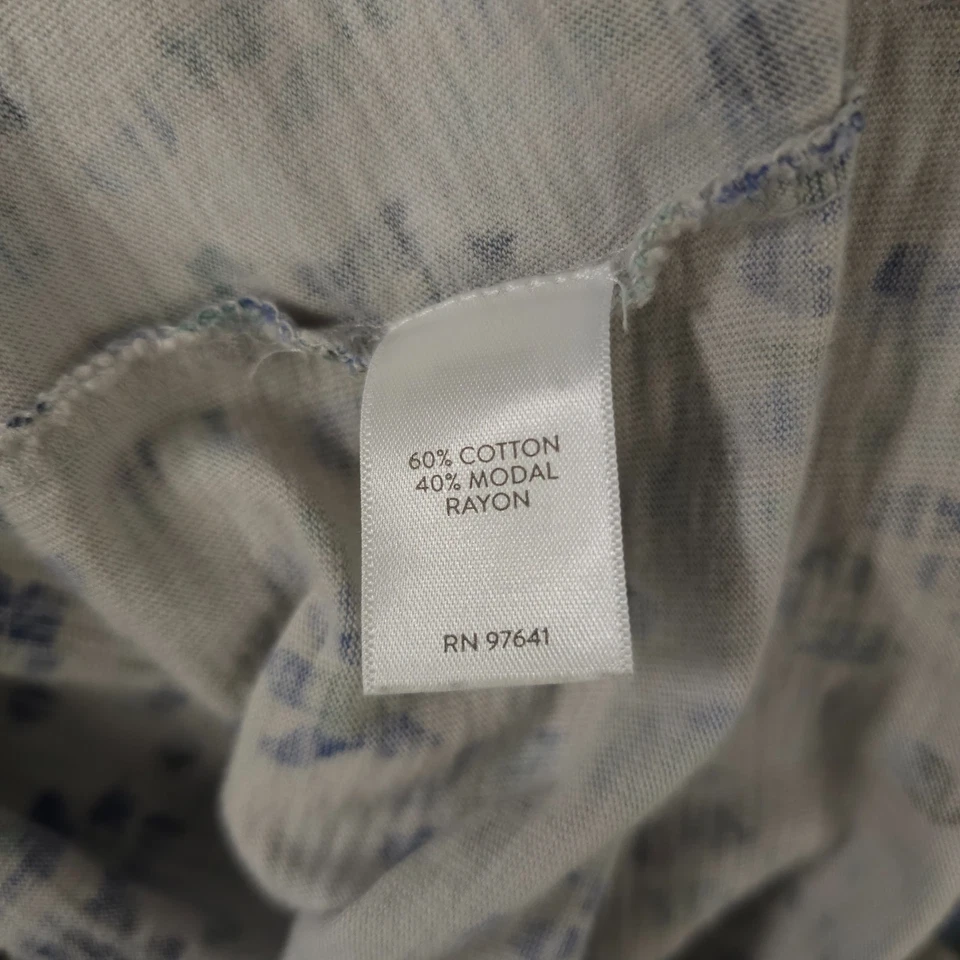 60% COTTON
40% MODAL
RAYON
RN 97641